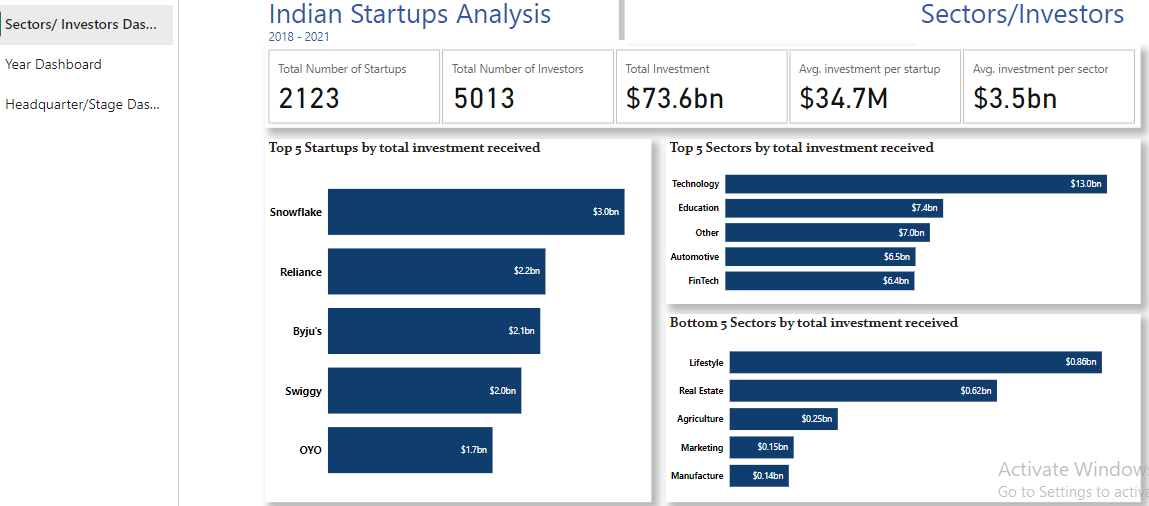 Sectors/ Investors Das...
Year Dashboard
Headquarter/Stage Das...
Indian Startups Analysis
2018 - 2021
Sectors/Investors
Total Number of Startups
2123
Total Number of Investors
5013
Total Investment
$73.6bn
Avg. investment per startup
$34.7M
Avg. investment per sector
$3.5bn
Top 5 Startups by total investment received
Snowflake $3.0bn
Reliance $2.2bn
Byju's $2.1bn
Swiggy $2.0bn
OYO $1.7bn
Top 5 Sectors by total investment received
Technology $13.0bn
Education $7.4bn
Other $7.0bn
Automotive $6.5bn
FinTech $6.4bn
Bottom 5 Sectors by total investment received
Lifestyle $0.86bn
Real Estate $0.62bn
Agriculture $0.25bn
Marketing $0.15bn
Manufacture $0.14bn
Activate Window
Go to Settings to activ